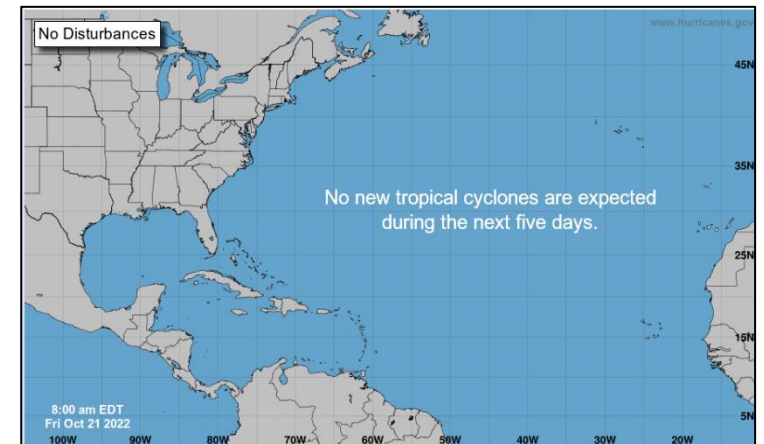 No Disturbances
www.hurricanes.gov
45N
35N
No new tropical cyclones are expected
during the next five days.
25N
15N
8:00 am EDT
Fri Oct 21 2022
5N
100W 90W 80W 70W 60W 50W 40W 30W 20W